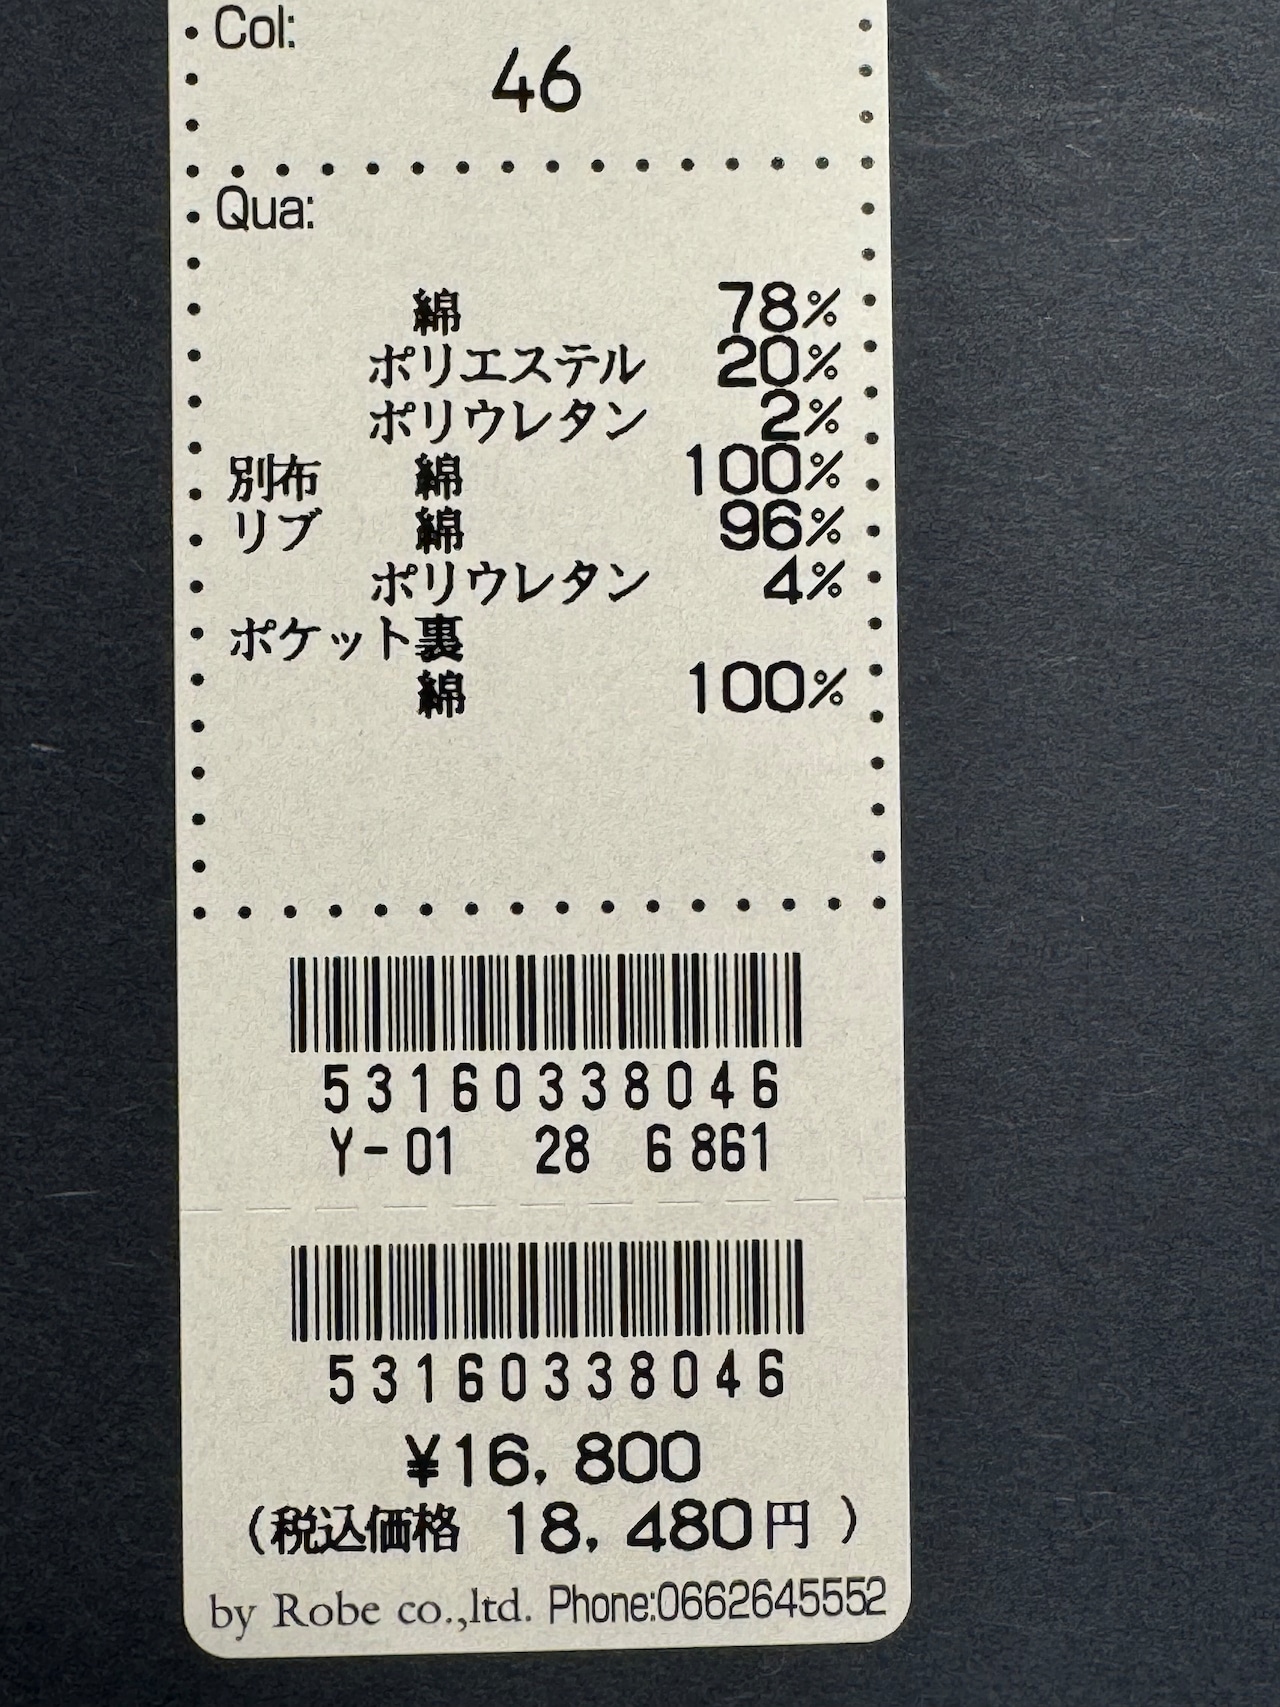 Col:
46
Qua:
綿 78%
ポリエステル 20%
ポリウレタン 2%
別布 綿 100%
リブ 綿 96%
ポリウレタン 4%
ポケット裏
綿 100%
53160338046
Y-01 28 6861
53160338046
¥16,800
(税込価格 18,480円)
by Robe co.,ltd. Phone:0662645552